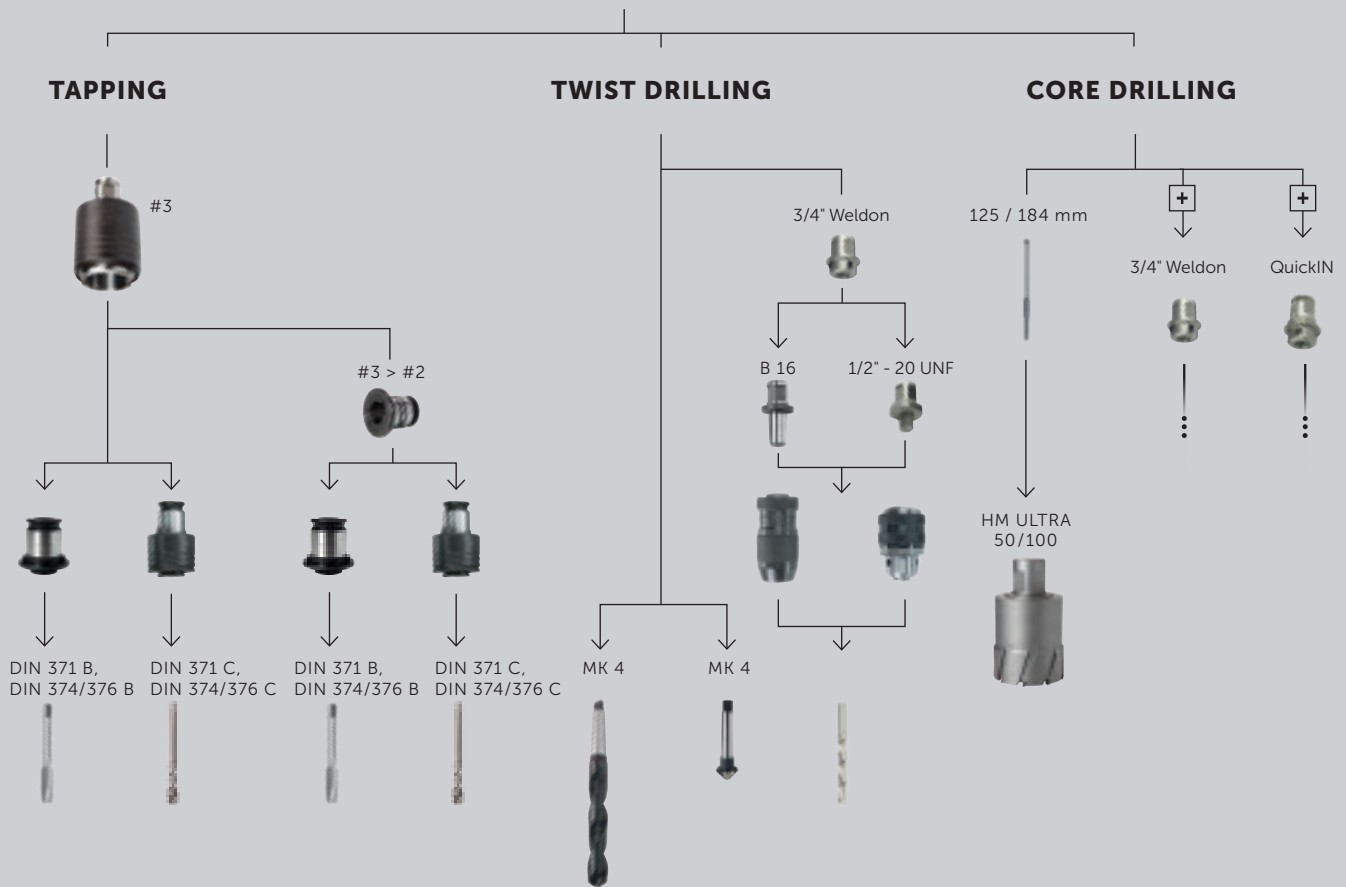 TAPPING
TWIST DRILLING
CORE DRILLING
#3
3/4" Weldon
125 / 184 mm
3/4" Weldon
QuickIN
#3 > #2
B 16
1/2" - 20 UNF
HM ULTRA
50/100
DIN 371 B,
DIN 374/376 B
DIN 371 C,
DIN 374/376 C
DIN 371 B,
DIN 374/376 B
DIN 371 C,
DIN 374/376 C
MK 4
MK 4